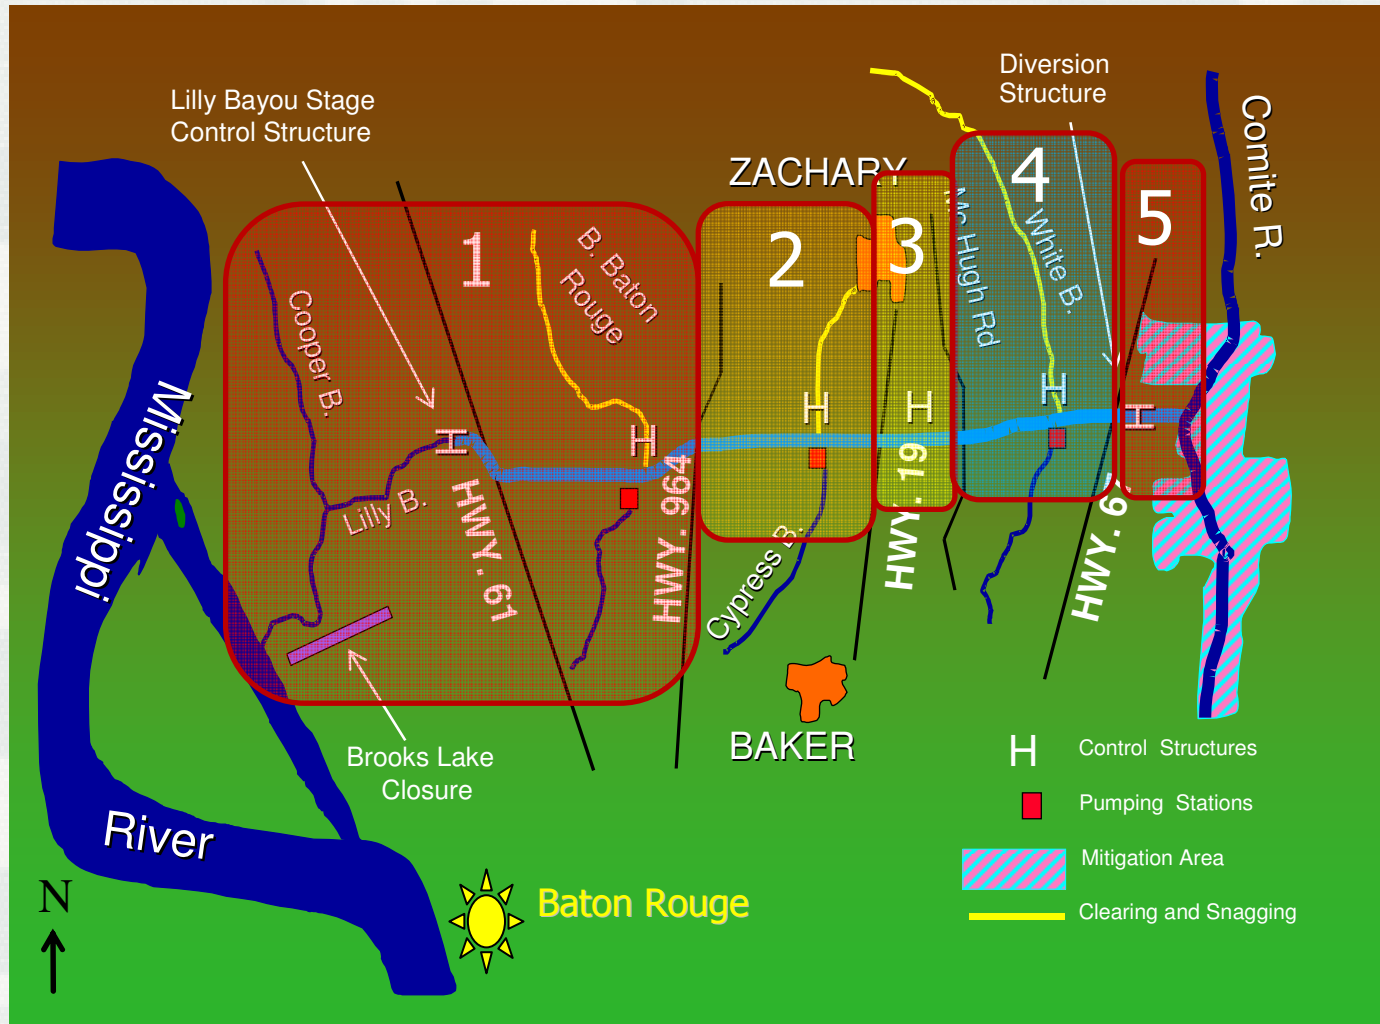 Diversion
Structure
Lilly Bayou Stage
Control Structure
Comite R.
ZACHARY
1
2
3
4
5
B. Baton
Rouge
Mc Hugh Rd
White B.
Cooper B.
H
H
H
H
H
H
Lilly B.
HWY. 61
HWY. 964
HWY. 19
HWY. 6
Cypress B.
Mississippi
River
Brooks Lake
Closure
BAKER
H Control Structures
Pumping Stations
Mitigation Area
Clearing and Snagging
N
Baton Rouge